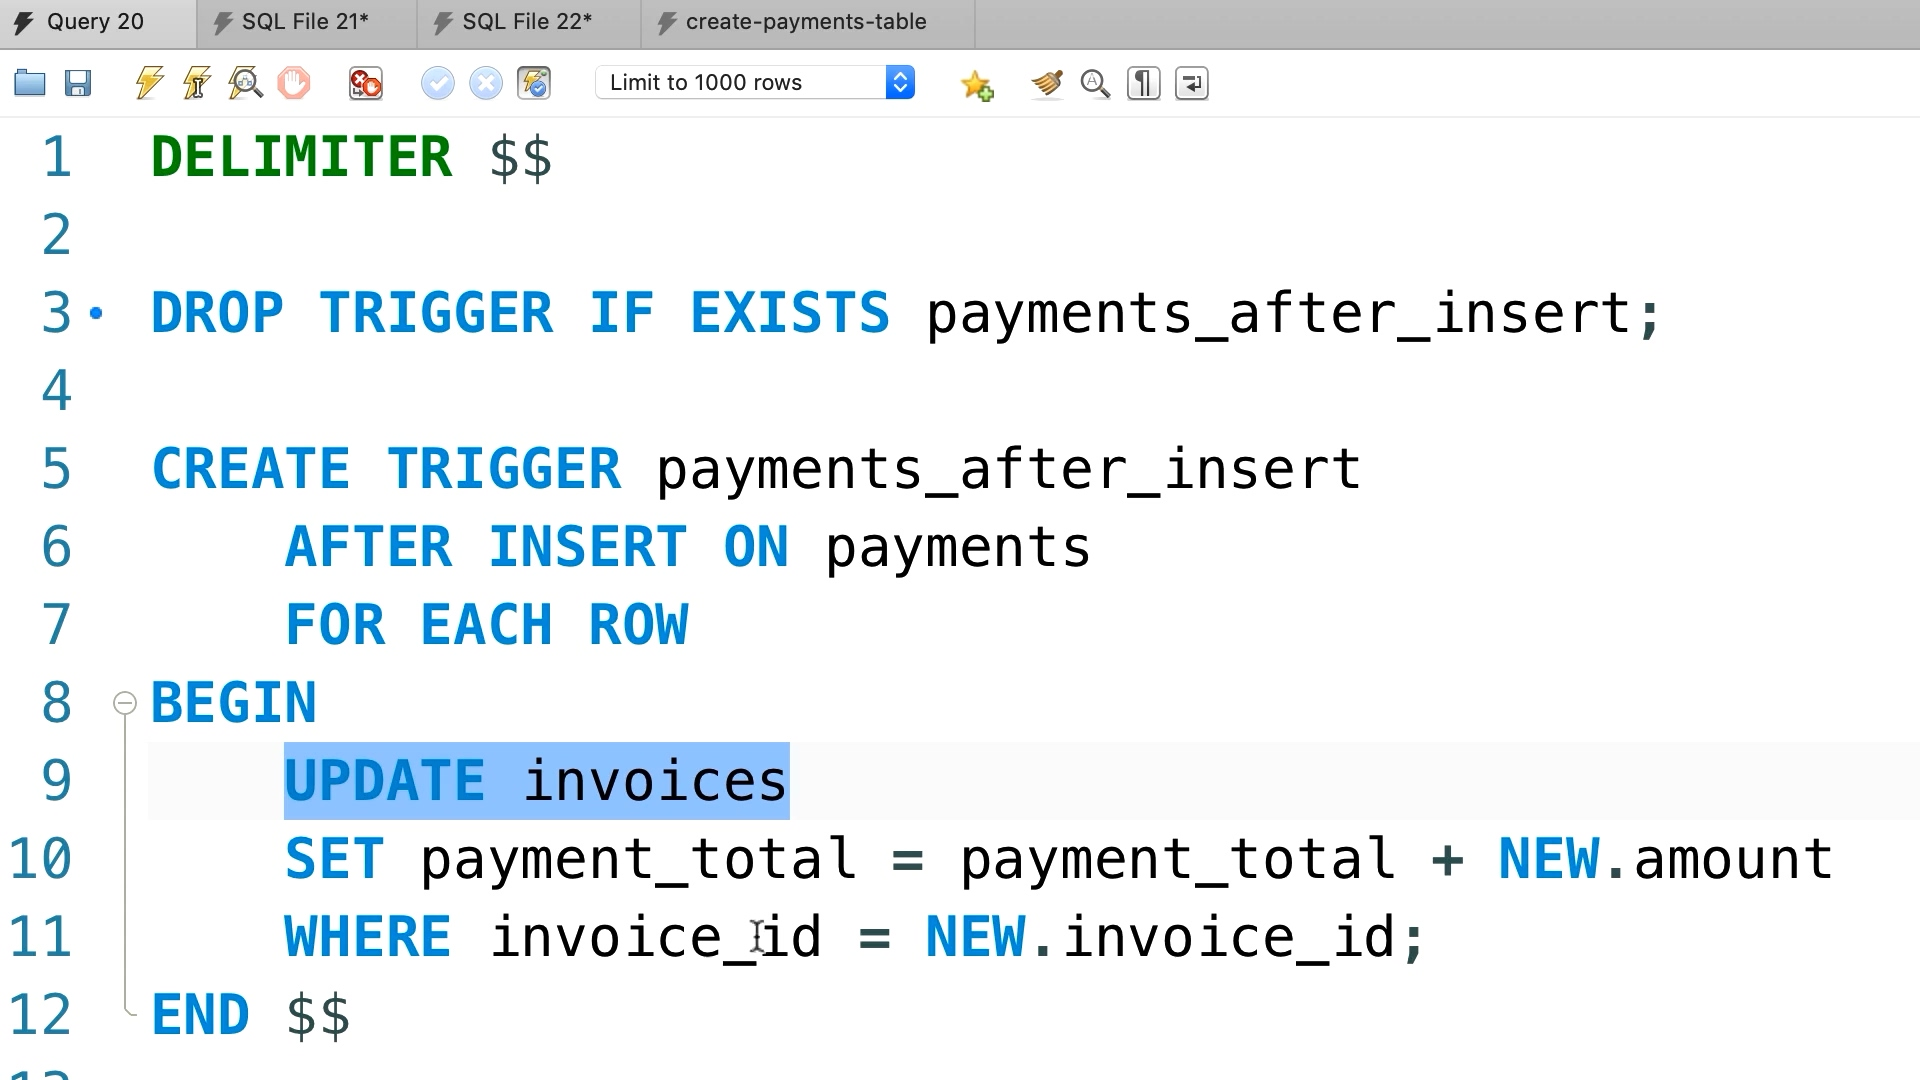 Query 20
SQL File 21*
SQL File 22*
create-payments-table
Limit to 1000 rows
1 DELIMITER $$
2
3 DROP TRIGGER IF EXISTS payments_after_insert;
4
5 CREATE TRIGGER payments_after_insert
6 AFTER INSERT ON payments
7 FOR EACH ROW
8 BEGIN
9 UPDATE invoices
10 SET payment_total = payment_total + NEW.amount
11 WHERE invoice_id = NEW.invoice_id;
12 END $$
13